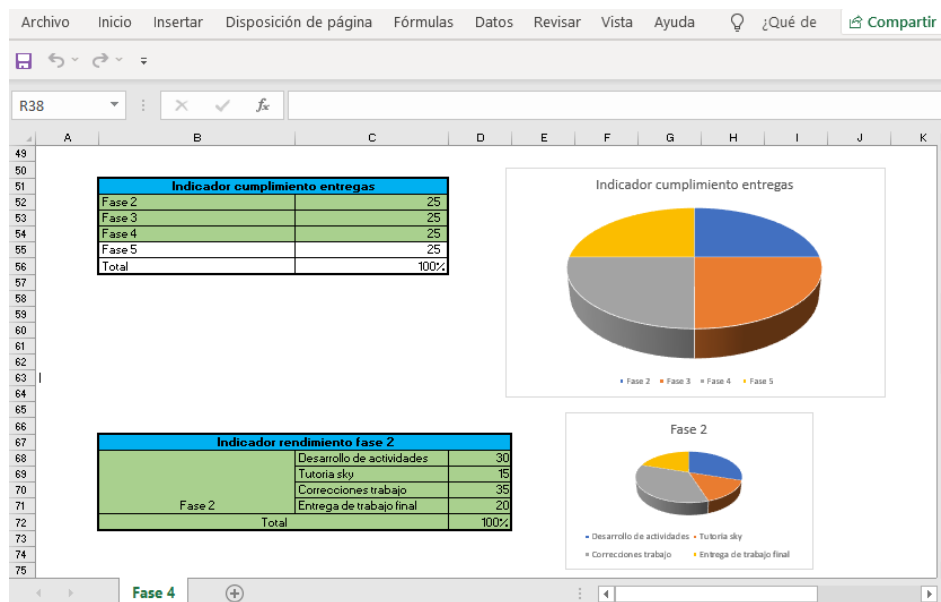 Archivo Inicio Insertar Disposición de página Fórmulas Datos Revisar Vista Ayuda ¿Qué de Compartir
R38 fx
A B C D E F G H I J K
49
50
51 Indicador cumplimiento entregas Indicador cumplimiento entregas
52 Fase 2 25
53 Fase 3 25
54 Fase 4 25
55 Fase 5 25
56 Total 100%
57
58
59
60
61
62
63 Fase 2 Fase 3 Fase 4 Fase 5
64
65
66 Fase 2
67 Indicador rendimiento fase 2
68 Desarrollo de actividades 30
69 Tutoria sky 15
70 Correcciones trabajo 35
71 Fase 2 Entrega de trabajo final 20
72 Total 100%
73 Desarrollo de actividades Tutoria sky
74 Correcciones trabajo Entrega de trabajo final
75
Fase 4